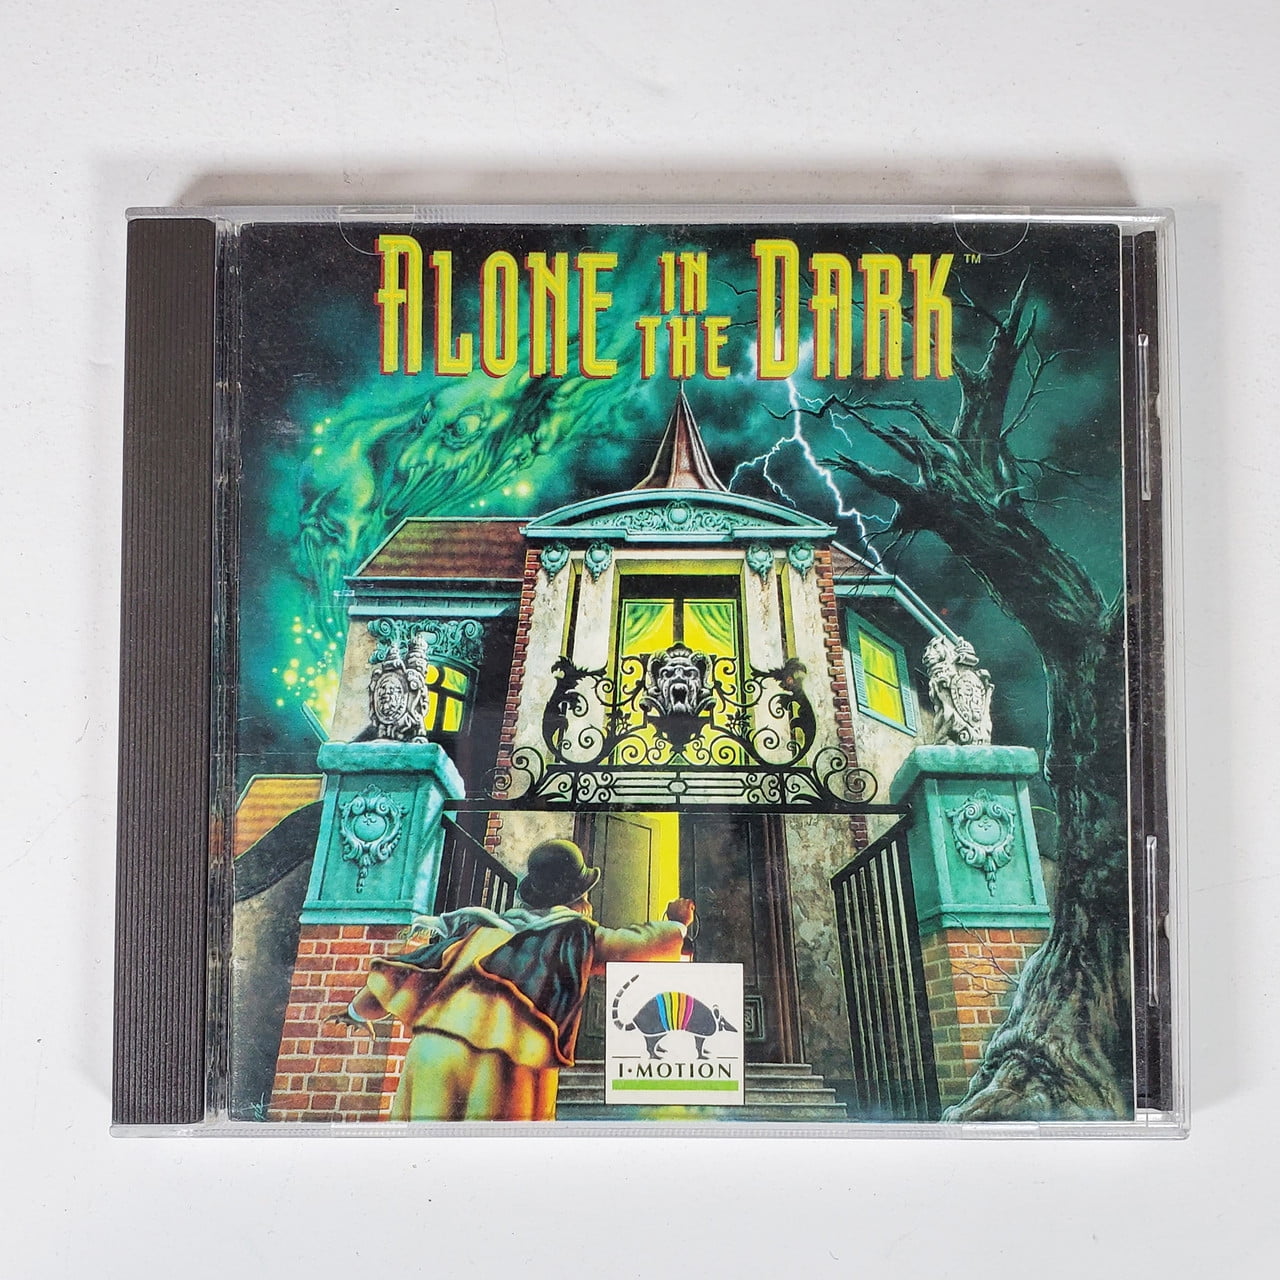 ALONE IN THE DARK™
I•MOTION